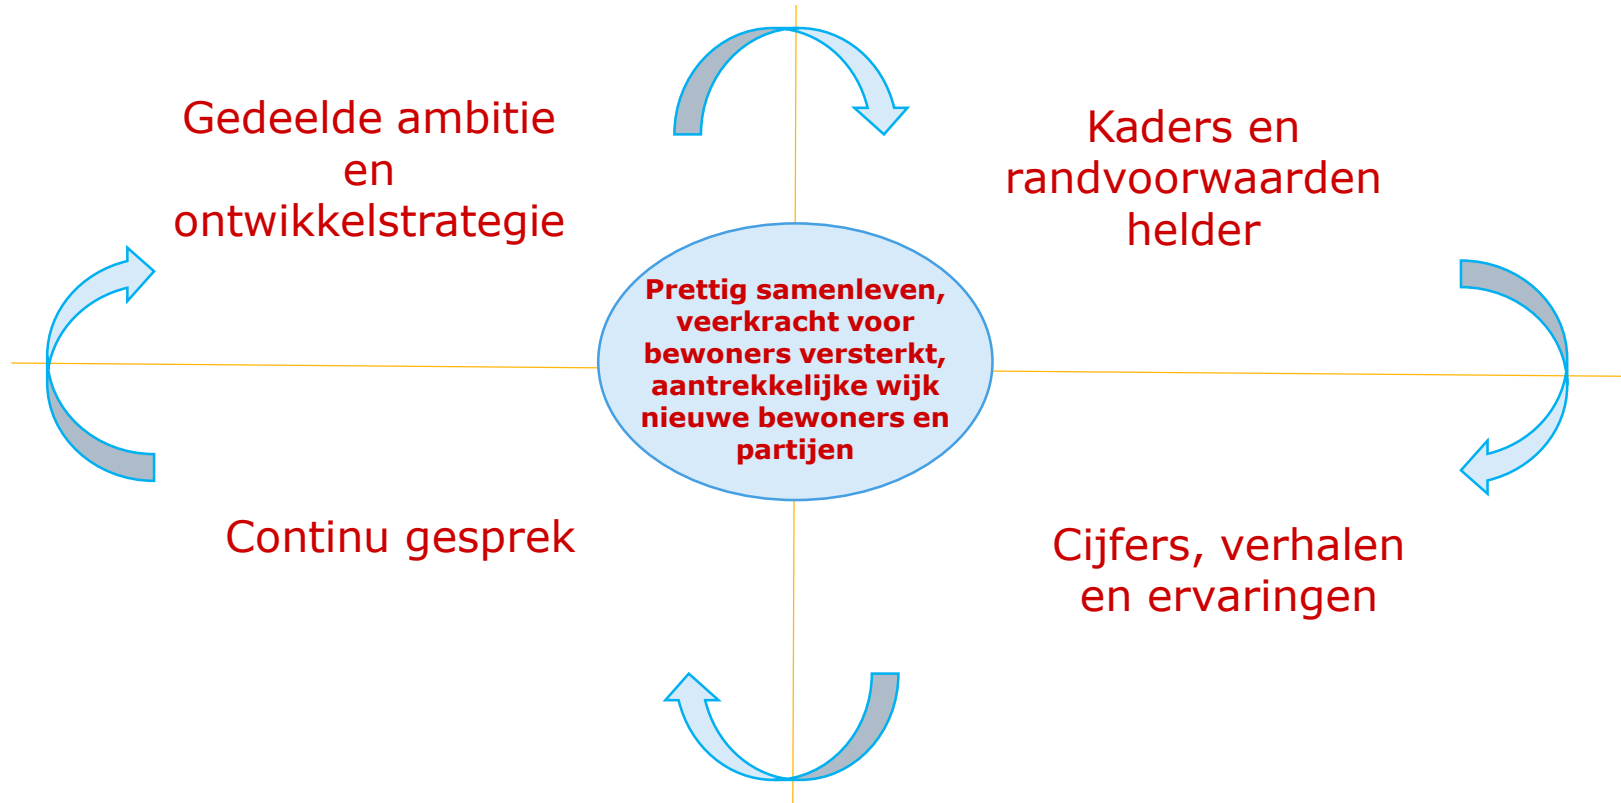 Gedeelde ambitie
en
ontwikkelstrategie
Kaders en
randvoorwaarden
helder
Prettig samenleven,
veerkracht voor
bewoners versterkt,
aantrekkelijke wijk
nieuwe bewoners en
partijen
Continu gesprek
Cijfers, verhalen
en ervaringen